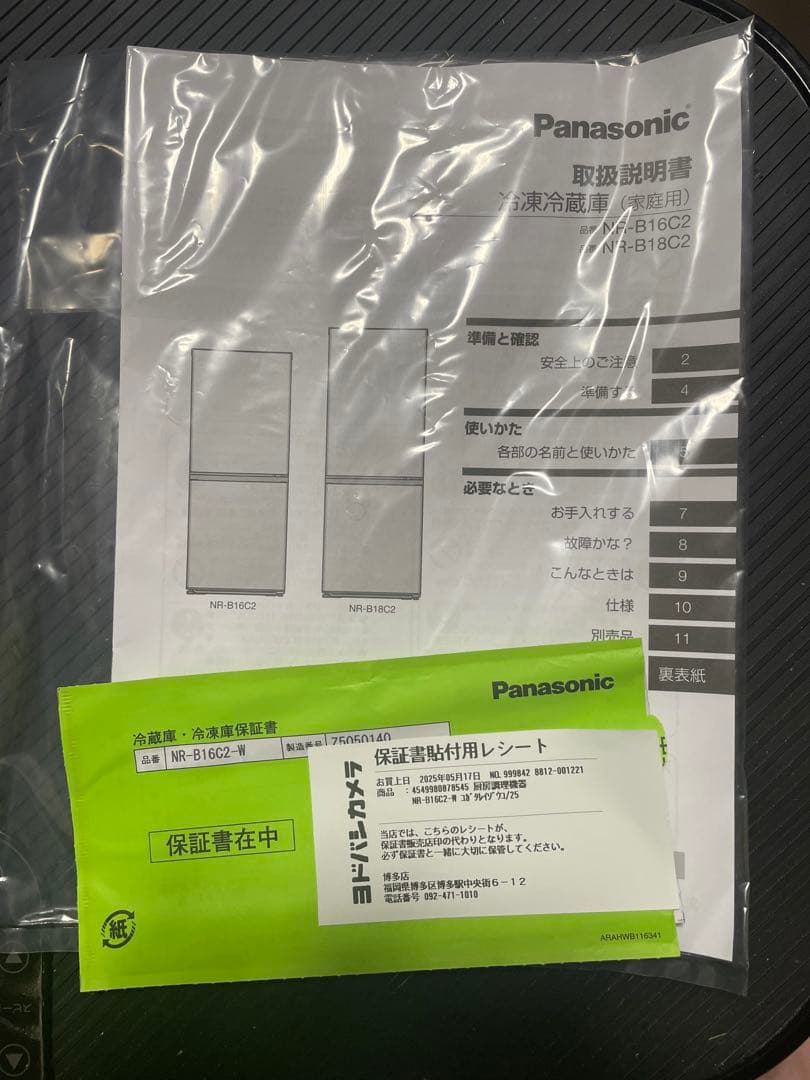 Panasonic
取扱説明書
冷凍冷蔵庫（家庭用）
品番 NR-B16C2
品番 NR-B18C2
準備と確認
安全上のご注意 2
準備する 4
使いかた
各部の名前と使いかた
必要なとき
お手入れする 7
故障かな？ 8
こんなときは 9
仕様 10
別売品 11
裏表紙
NR-B16C2
NR-B18C2
Panasonic
冷蔵庫・冷凍庫保証書
品番 NR-B16C2-W 製造番号 75050140
保証書在中
紙
ARAHWB116341
ヨドバシカメラ
保証書貼付用レシート
お買上日 2025年05月17日 NO. 999842 8812-001221
商品 ：4549980878545 厨房調理機器
NR-B16C2-W ｺｶﾞﾀﾚｲｿﾞｳｺ/25
当店では、こちらのレシートが、
保証書販売店印の代わりとなります。
必ず保証書と一緒に大切に保管してください。
博多店
福岡県博多区博多駅中央街６－１２
電話番号 092-471-1010
スピー